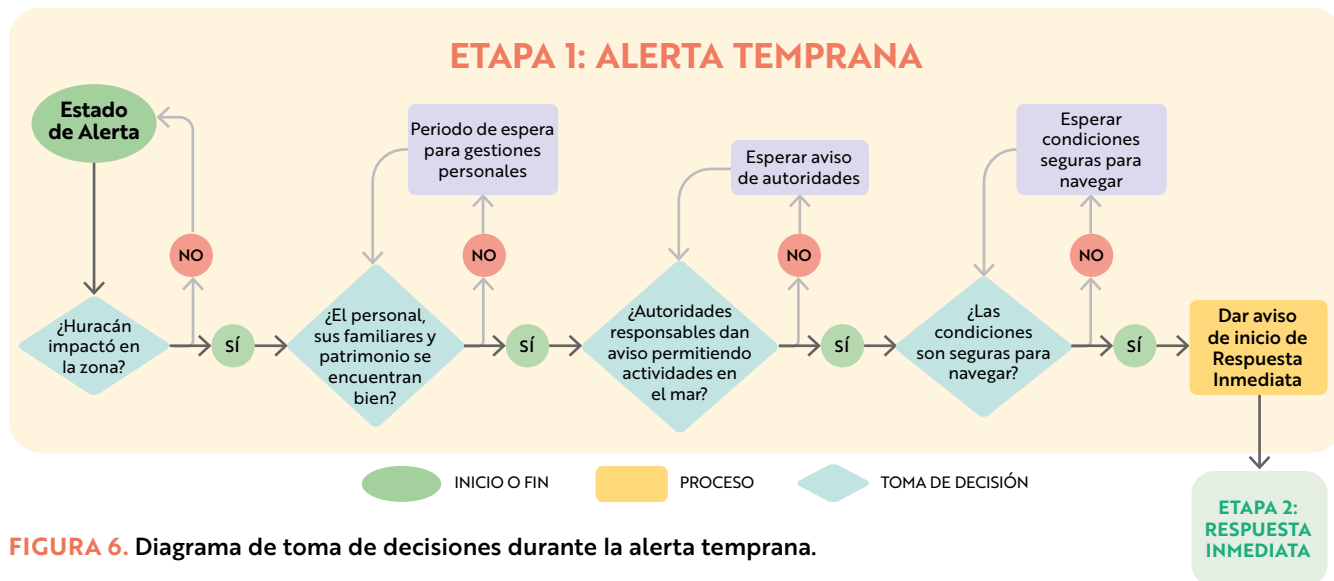 ETAPA 1: ALERTA TEMPRANA
Estado
de Alerta
¿Huracán
impactó en
la zona?
NO
SÍ
Periodo de espera
para gestiones
personales
¿El personal,
sus familiares y
patrimonio se
encuentran
bien?
NO
SÍ
Esperar aviso
de autoridades
¿Autoridades
responsables dan
aviso permitiendo
actividades en
el mar?
NO
SÍ
Esperar
condiciones
seguras para
navegar
¿Las
condiciones
son seguras para
navegar?
NO
SÍ
Dar aviso
de inicio de
Respuesta
Inmediata
INICIO O FIN
PROCESO
TOMA DE DECISIÓN
ETAPA 2:
RESPUESTA
INMEDIATA
FIGURA 6. Diagrama de toma de decisiones durante la alerta temprana.